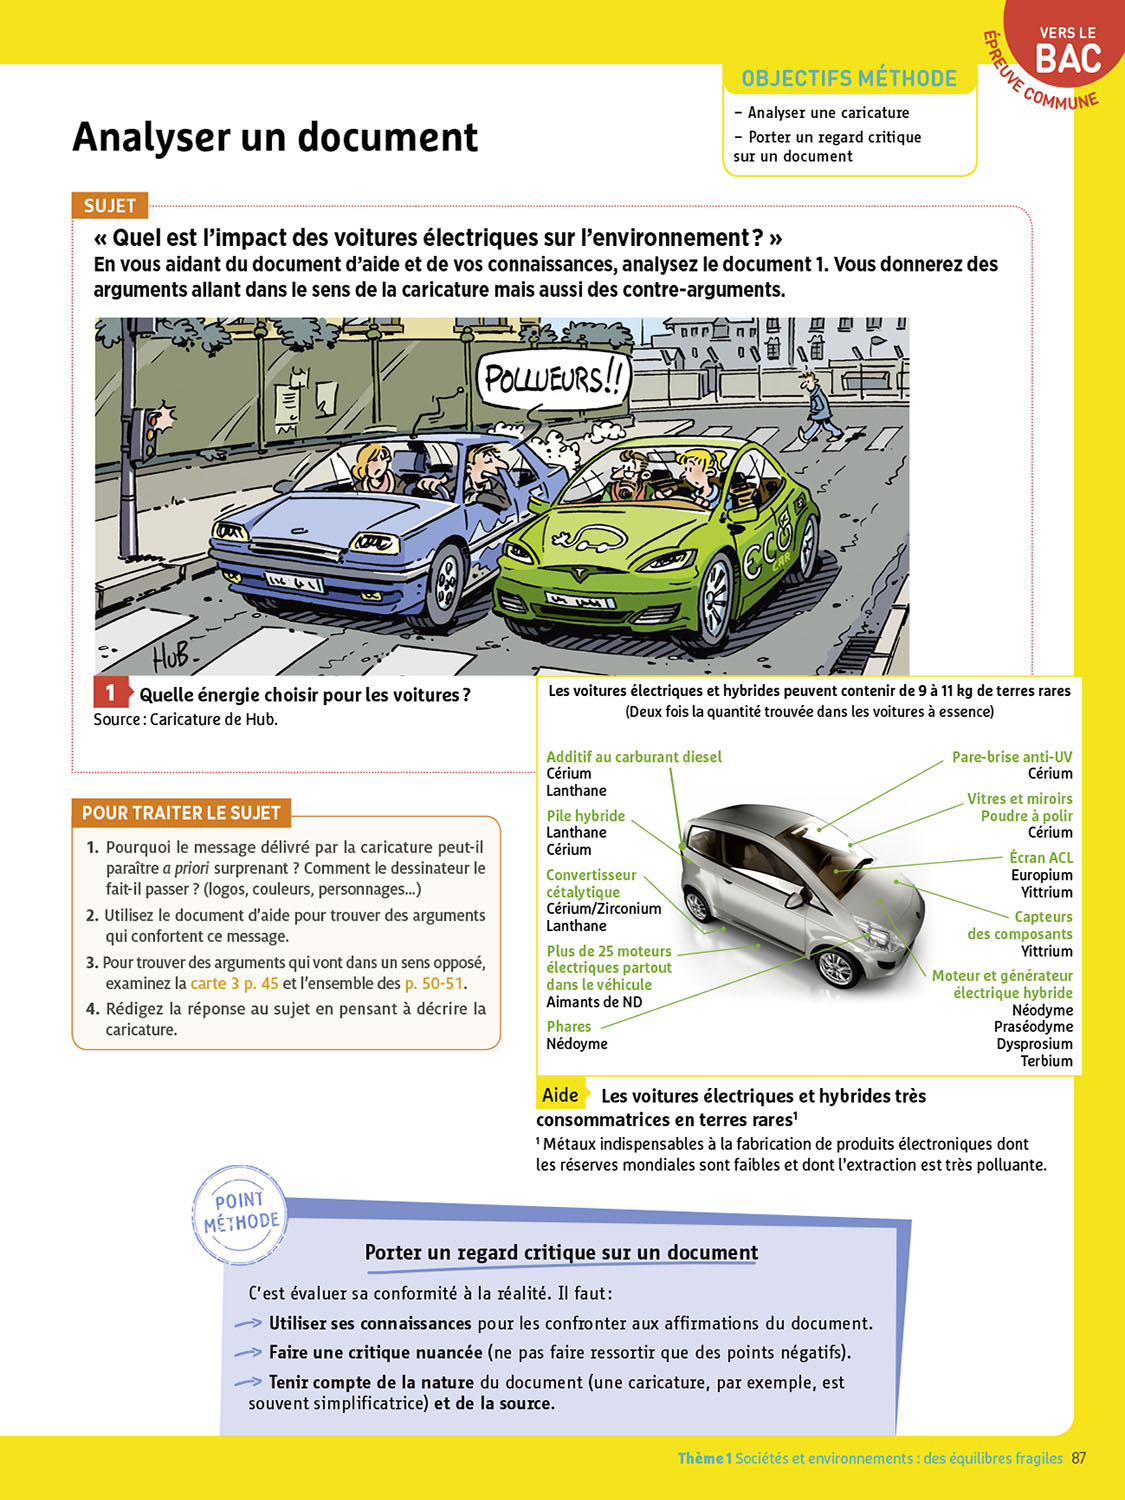 VERS LE
BAC
ÉPREUVE COMMUNE
OBJECTIFS MÉTHODE
– Analyser une caricature
– Porter un regard critique
sur un document
Analyser un document
SUJET
« Quel est l’impact des voitures électriques sur l’environnement ? »
En vous aidant du document d’aide et de vos connaissances, analysez le document 1. Vous donnerez des
arguments allant dans le sens de la caricature mais aussi des contre-arguments.
POLLUEURS!!
ECO
CAR
HUB.
1 Quelle énergie choisir pour les voitures ?
Source : Caricature de Hub.
Les voitures électriques et hybrides peuvent contenir de 9 à 11 kg de terres rares
(Deux fois la quantité trouvée dans les voitures à essence)
Additif au carburant diesel
Cérium
Lanthane
Pile hybride
Lanthane
Cérium
Convertisseur
cétalytique
Cérium/Zirconium
Lanthane
Plus de 25 moteurs
électriques partout
dans le véhicule
Aimants de ND
Phares
Nédoyme
Pare-brise anti-UV
Cérium
Vitres et miroirs
Poudre à polir
Cérium
Écran ACL
Europium
Yittrium
Capteurs
des composants
Yittrium
Moteur et générateur
électrique hybride
Néodyme
Praséodyme
Dysprosium
Terbium
Aide Les voitures électriques et hybrides très
consommatrices en terres rares¹
¹ Métaux indispensables à la fabrication de produits électroniques dont
les réserves mondiales sont faibles et dont l’extraction est très polluante.
POUR TRAITER LE SUJET
1. Pourquoi le message délivré par la caricature peut-il
paraître a priori surprenant ? Comment le dessinateur le
fait-il passer ? (logos, couleurs, personnages…)
2. Utilisez le document d’aide pour trouver des arguments
qui confortent ce message.
3. Pour trouver des arguments qui vont dans un sens opposé,
examinez la carte 3 p. 45 et l’ensemble des p. 50-51.
4. Rédigez la réponse au sujet en pensant à décrire la
caricature.
POINT
MÉTHODE
Porter un regard critique sur un document
C’est évaluer sa conformité à la réalité. Il faut :
Utiliser ses connaissances pour les confronter aux affirmations du document.
Faire une critique nuancée (ne pas faire ressortir que des points négatifs).
Tenir compte de la nature du document (une caricature, par exemple, est
souvent simplificatrice) et de la source.
Thème 1 Sociétés et environnements : des équilibres fragiles 87